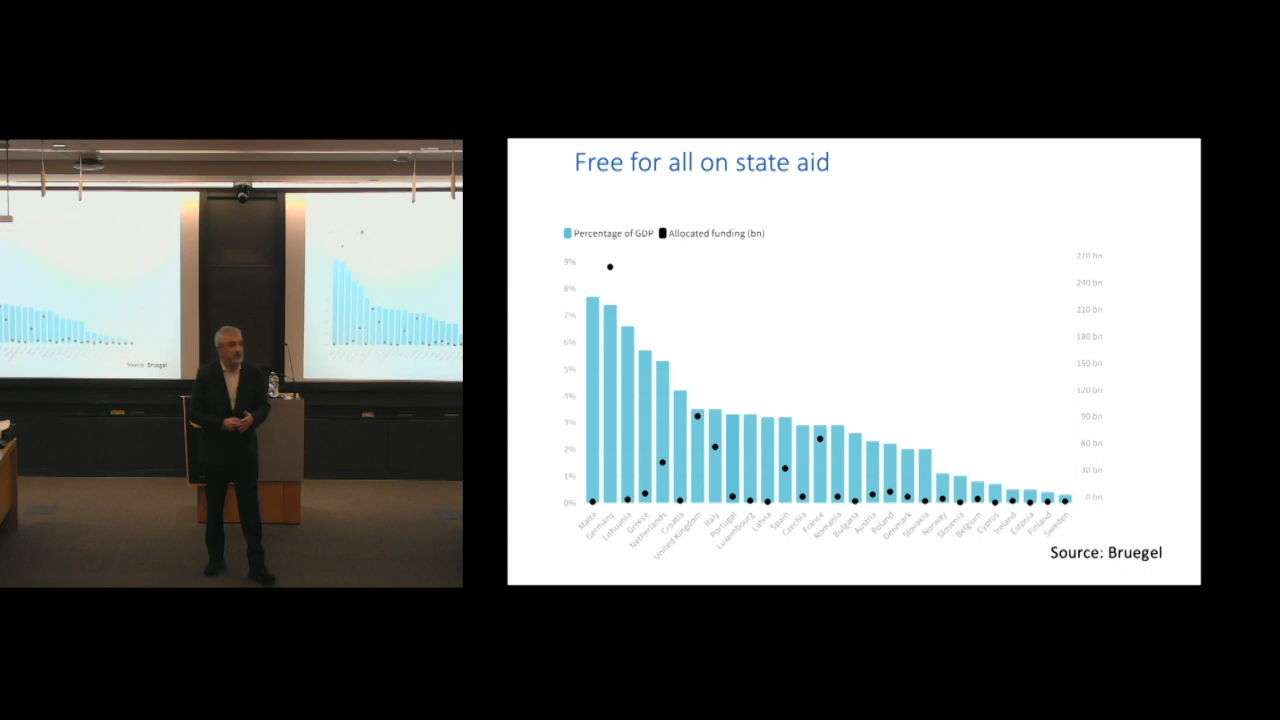 Free for all on state aid
Percentage of GDP Allocated funding (bn)
9%
8%
7%
6%
5%
4%
3%
2%
1%
0%
270 bn
240 bn
210 bn
180 bn
150 bn
120 bn
90 bn
60 bn
30 bn
0 bn
Malta
Germany
Lithuania
Greece
Netherlands
Croatia
United Kingdom
Italy
Portugal
Luxembourg
Latvia
Spain
Czechia
France
Romania
Bulgaria
Austria
Poland
Denmark
Slovakia
Norway
Slovenia
Belgium
Cyprus
Ireland
Estonia
Finland
Sweden
Source: Bruegel
Source: Bruegel